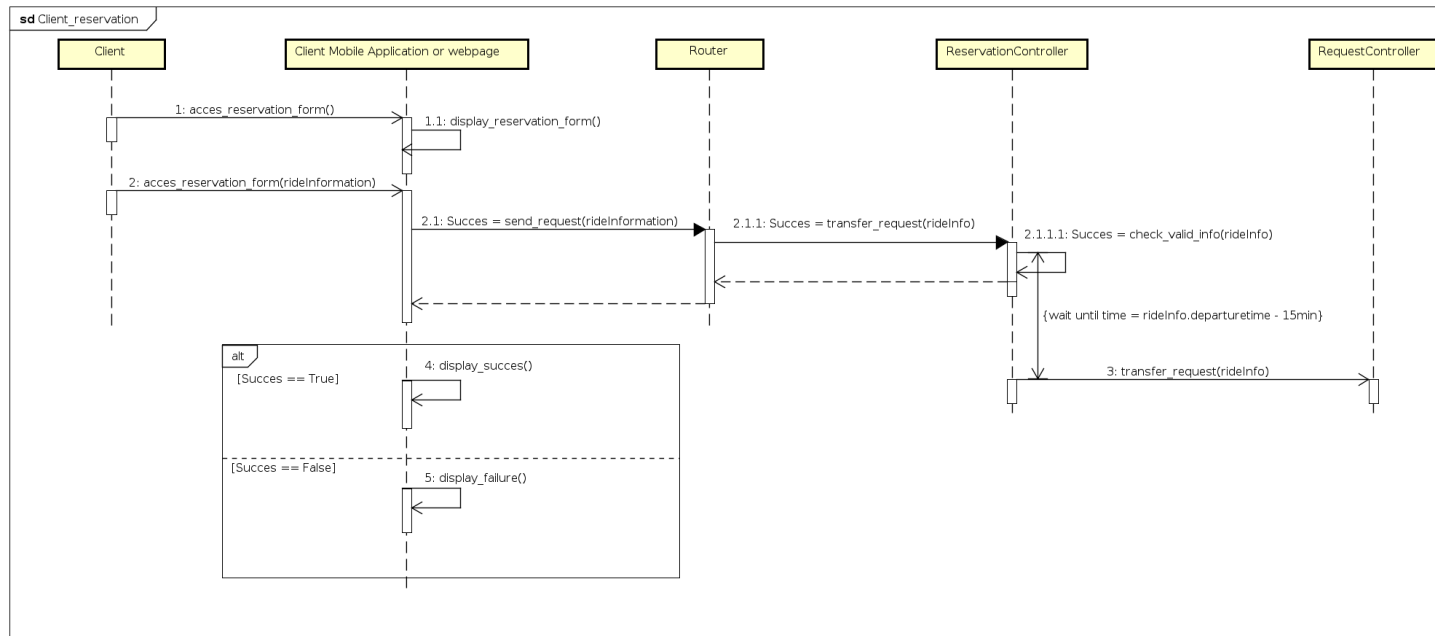 sd Client_reservation
Client
Client Mobile Application or webpage
Router
ReservationController
RequestController
1: acces_reservation_form()
1.1: display_reservation_form()
2: acces_reservation_form(rideInformation)
2.1: Succes = send_request(rideInformation)
2.1.1: Succes = transfer_request(rideInfo)
2.1.1.1: Succes = check_valid_info(rideInfo)
{wait until time = rideInfo.departuretime - 15min}
alt
4: display_succes()
[Succes == True]
3: transfer_request(rideInfo)
[Succes == False]
5: display_failure()